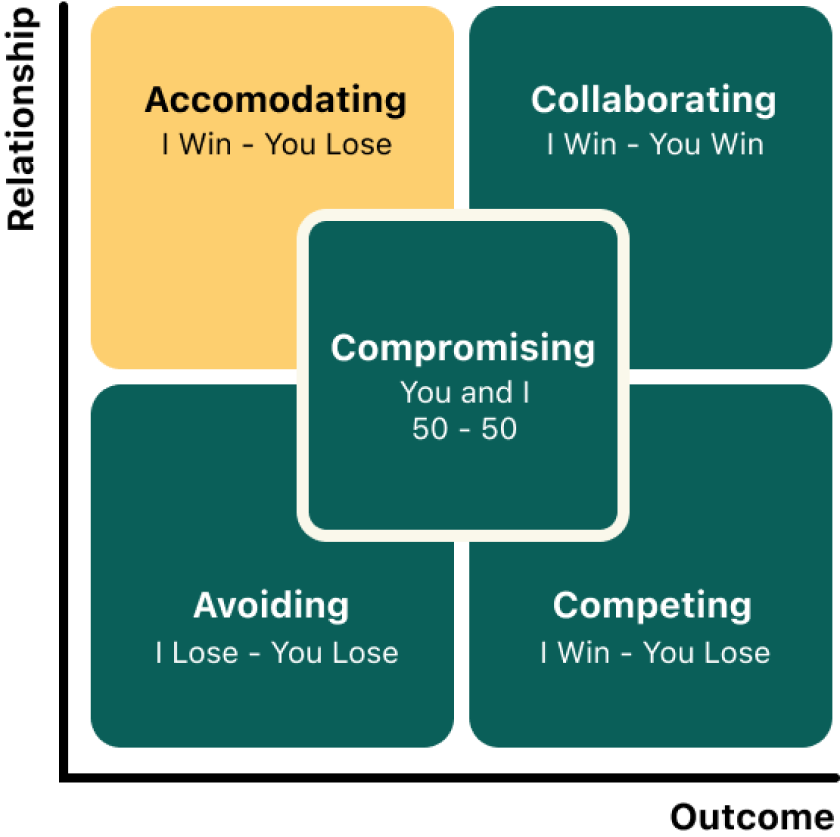 Relationship
Accomodating
I Win - You Lose
Collaborating
I Win - You Win
Compromising
You and I
50 - 50
Avoiding
I Lose - You Lose
Competing
I Win - You Lose
Outcome